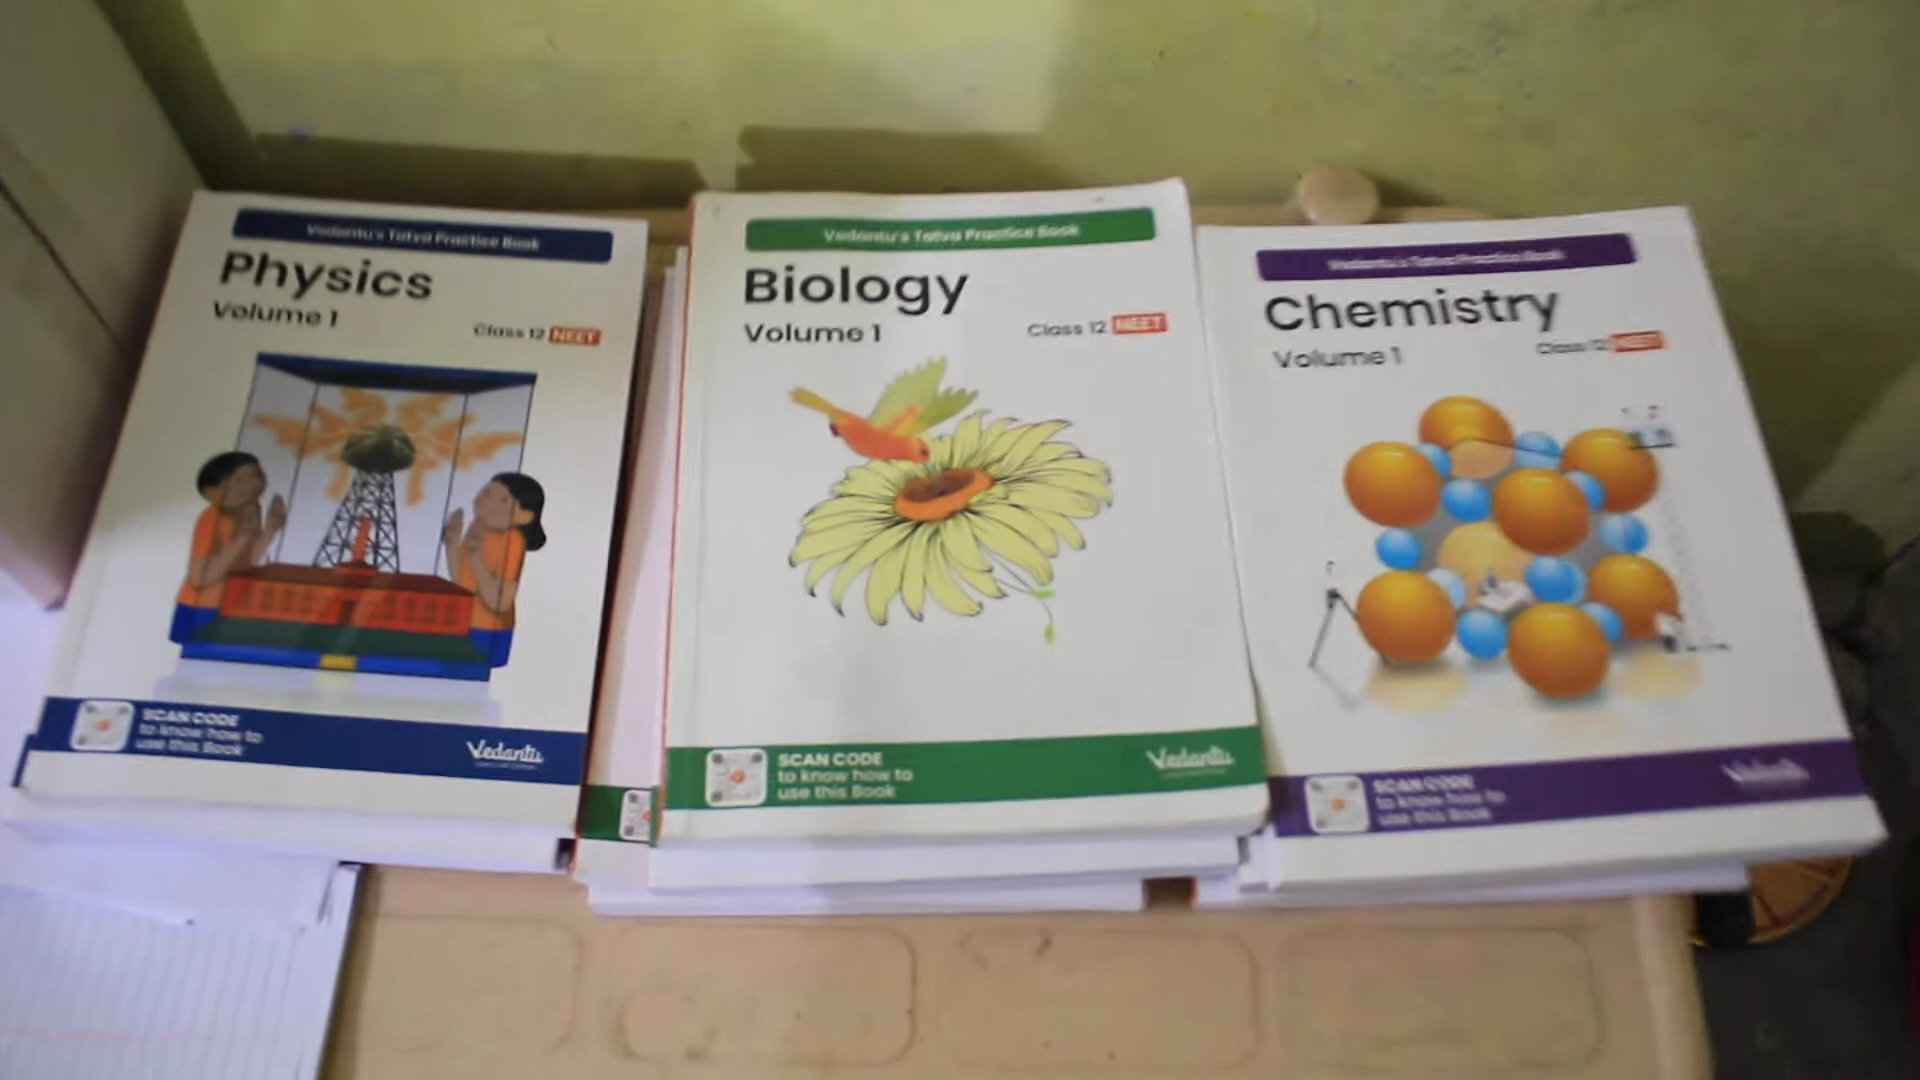 Vedantu's Tatva Practice Book
Physics
Volume 1
Class 12 NEET
SCAN CODE
to know how to
use this Book
Vedantu
Vedantu's Tatva Practice Book
Biology
Volume 1
Class 12 NEET
SCAN CODE
to know how to
use this Book
Vedantu
Vedantu's Tatva Practice Book
Chemistry
Volume 1
Class 12 NEET
SCAN CODE
to know how to
use this Book
Vedantu